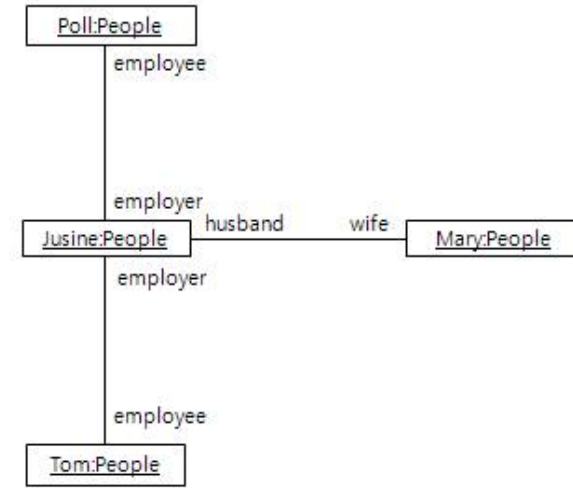 Poll:People
employee
employer
Jusine:People
husband
wife
Mary:People
employer
employee
Tom:People